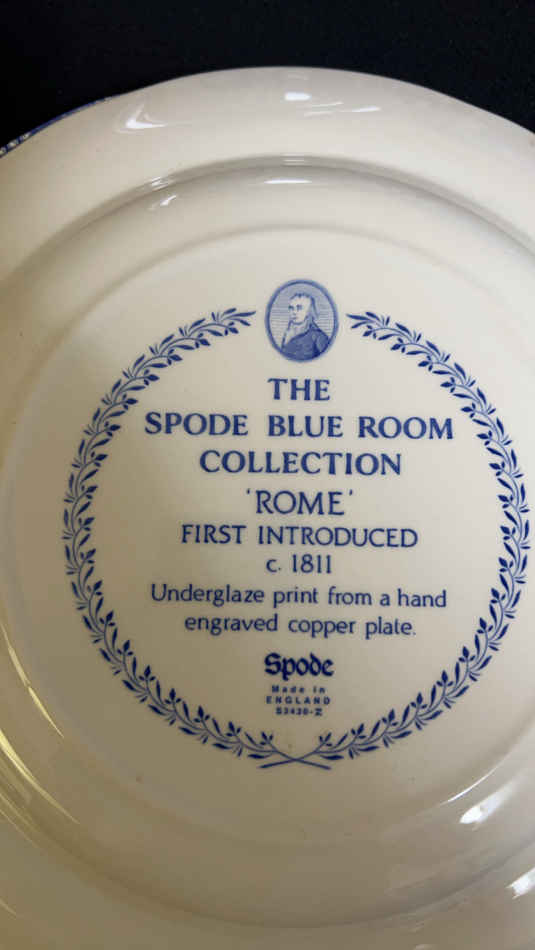 THE
SPODE BLUE ROOM
COLLECTION
'ROME'
FIRST INTRODUCED
c. 1811
Underglaze print from a hand
engraved copper plate.
Spode
Made in
ENGLAND
S3430-Z